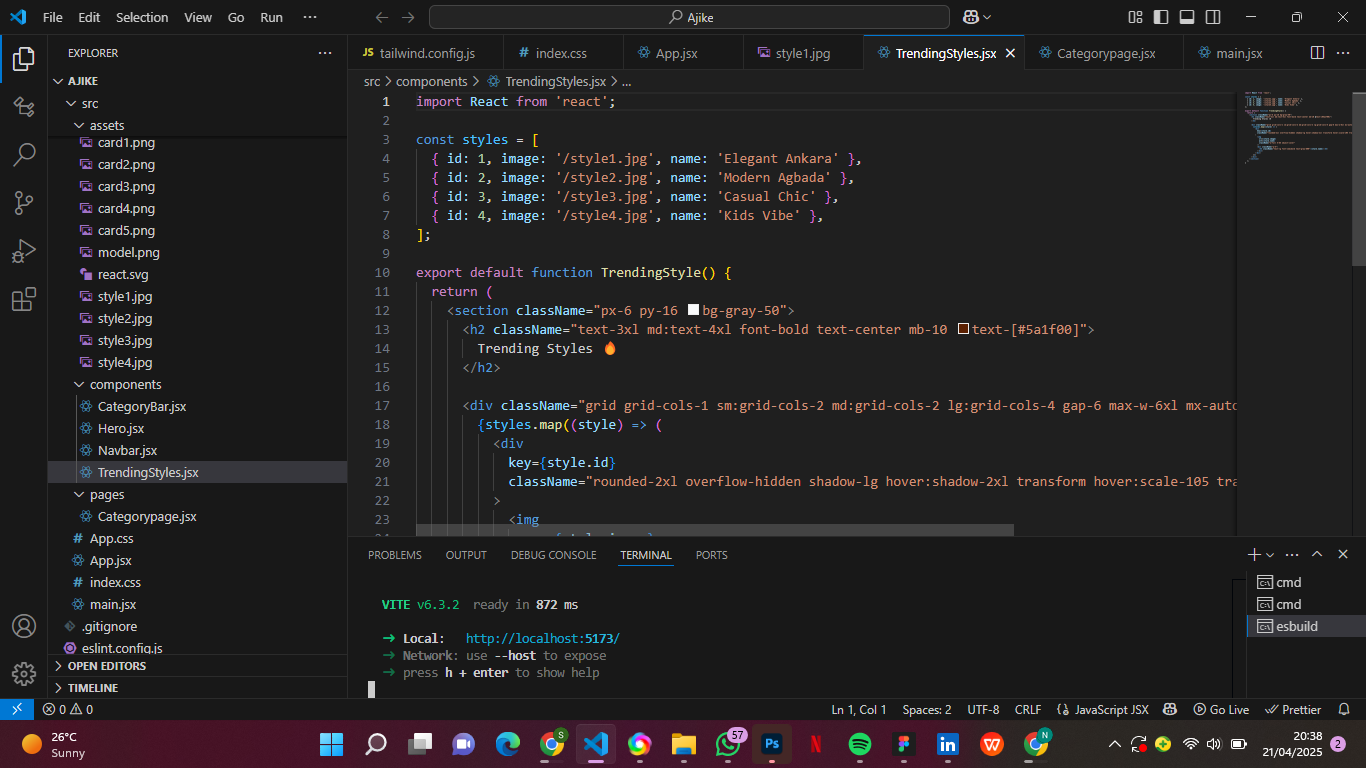 File Edit Selection View Go Run ···
Ajike
EXPLORER
AJIKE
src
assets
card1.png
card2.png
card3.png
card4.png
card5.png
model.png
react.svg
style1.jpg
style2.jpg
style3.jpg
style4.jpg
components
CategoryBar.jsx
Hero.jsx
Navbar.jsx
TrendingStyles.jsx
pages
Categorypage.jsx
# App.css
App.jsx
# index.css
main.jsx
.gitignore
eslint.config.js
OPEN EDITORS
TIMELINE
JS tailwind.config.js
# index.css
App.jsx
style1.jpg
TrendingStyles.jsx
Categorypage.jsx
main.jsx
src > components > TrendingStyles.jsx > ...
1 import React from 'react';
2
3 const styles = [
4 { id: 1, image: '/style1.jpg', name: 'Elegant Ankara' },
5 { id: 2, image: '/style2.jpg', name: 'Modern Agbada' },
6 { id: 3, image: '/style3.jpg', name: 'Casual Chic' },
7 { id: 4, image: '/style4.jpg', name: 'Kids Vibe' },
8 ];
9
10 export default function TrendingStyle() {
11 return (
12 <section className="px-6 py-16 bg-gray-50">
13 <h2 className="text-3xl md:text-4xl font-bold text-center mb-10 text-[#5a1f00]">
14 Trending Styles 🔥
15 </h2>
16
17 <div className="grid grid-cols-1 sm:grid-cols-2 md:grid-cols-2 lg:grid-cols-4 gap-6 max-w-6xl mx-auto
18 {styles.map((style) => (
19 <div
20 key={style.id}
21 className="rounded-2xl overflow-hidden shadow-lg hover:shadow-2xl transform hover:scale-105 tra
22 >
23 <img
PROBLEMS OUTPUT DEBUG CONSOLE TERMINAL PORTS
VITE v6.3.2 ready in 872 ms
➜ Local: http://localhost:5173/
➜ Network: use --host to expose
➜ press h + enter to show help
cmd
cmd
esbuild
0 0
Ln 1, Col 1 Spaces: 2 UTF-8 CRLF JavaScript JSX Go Live Prettier
26°C
Sunny
57
20:38
21/04/2025
2